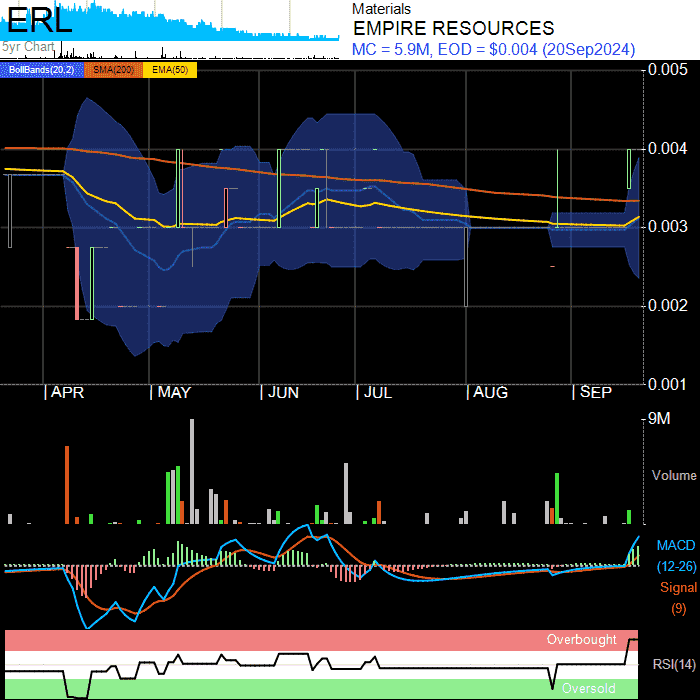 ERL
5yr Chart
Materials
EMPIRE RESOURCES
MC = 5.9M, EOD = $0.004 (20Sep2024)
BollBands(20,2) SMA(200) EMA(50)
0.005
0.004
0.003
0.002
0.001
APR MAY JUN JUL AUG SEP
9M
Volume
MACD
(12-26)
Signal
(9)
Overbought
RSI(14)
Oversold